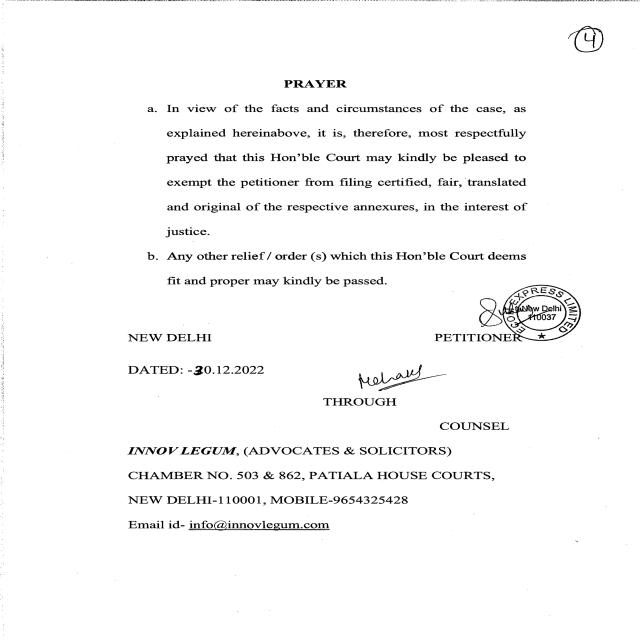 4
PRAYER
a. In view of the facts and circumstances of the case, as
explained hereinabove, it is, therefore, most respectfully
prayed that this Hon'ble Court may kindly be pleased to
exempt the petitioner from filing certified, fair, translated
and original of the respective annexures, in the interest of
justice.
b. Any other relief / order (s) which this Hon'ble Court deems
fit and proper may kindly be passed.
EXPRESS LIMITED
New Delhi
110037
NEW DELHI PETITIONER
DATED: -30.12.2022
THROUGH
COUNSEL
INNOV LEGUM, (ADVOCATES & SOLICITORS)
CHAMBER NO. 503 & 862, PATIALA HOUSE COURTS,
NEW DELHI-110001, MOBILE-9654325428
Email id- info@innovlegum.com